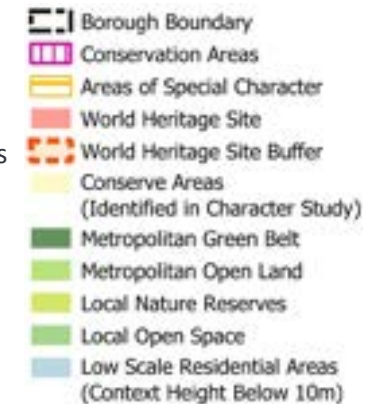 Borough Boundary
Conservation Areas
Areas of Special Character
World Heritage Site
s World Heritage Site Buffer
Conserve Areas
(Identified in Character Study)
Metropolitan Green Belt
Metropolitan Open Land
Local Nature Reserves
Local Open Space
Low Scale Residential Areas
(Context Height Below 10m)